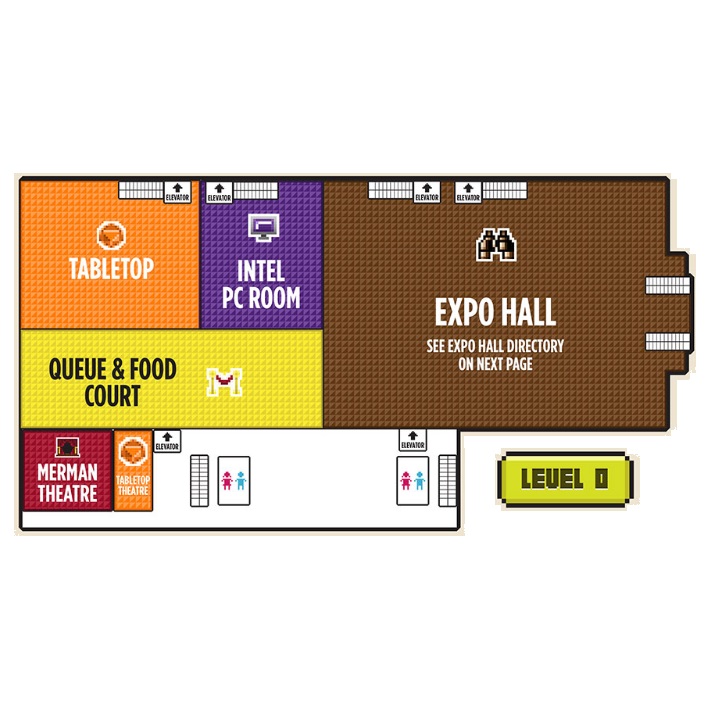 ELEVATOR
ELEVATOR
ELEVATOR
ELEVATOR
TABLETOP
INTEL
PC ROOM
EXPO HALL
SEE EXPO HALL DIRECTORY
ON NEXT PAGE
QUEUE & FOOD
COURT
ELEVATOR
ELEVATOR
MERMAN
THEATRE
TABLETOP
THEATRE
LEVEL 0